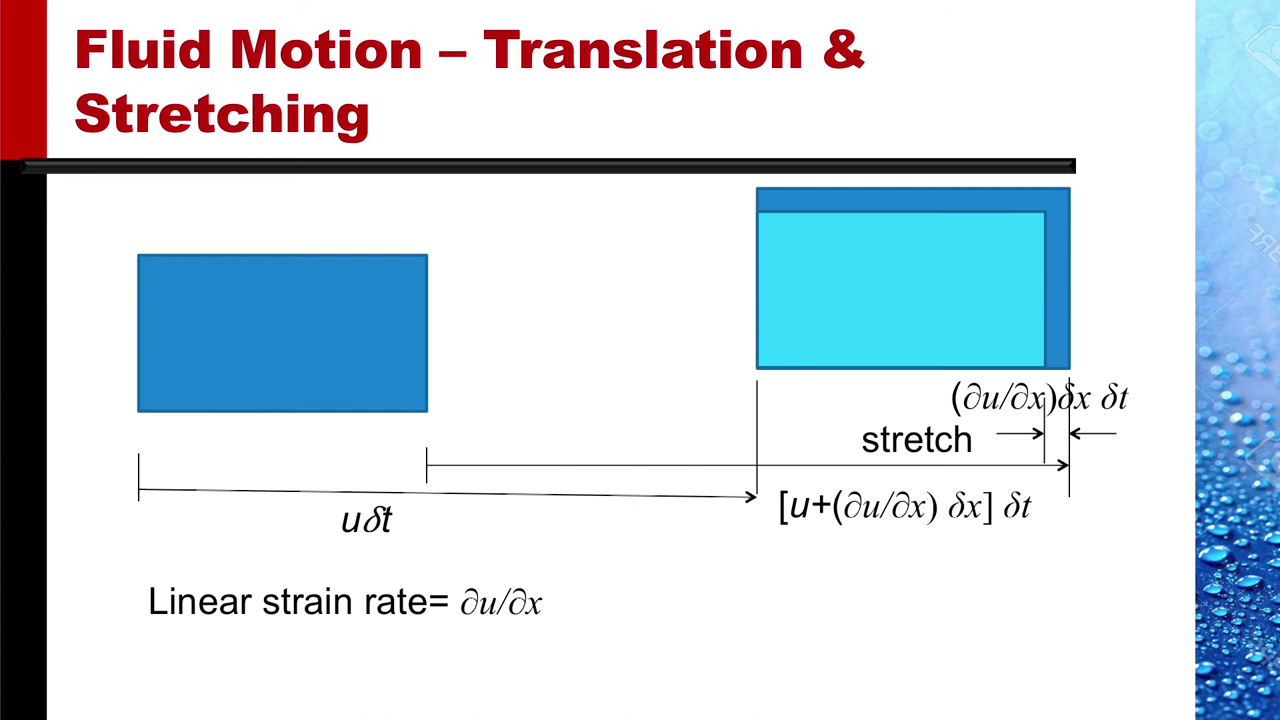 Fluid Motion – Translation &
Stretching
(∂u/∂x)δx δt
stretch
[u+(∂u/∂x) δx] δt
uδt
Linear strain rate= ∂u/∂x